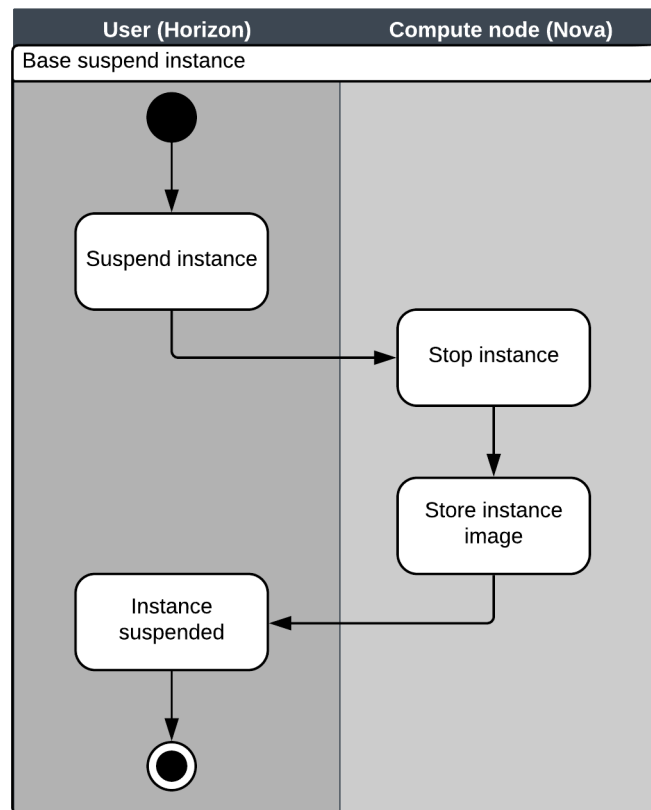 User (Horizon)
Compute node (Nova)
Base suspend instance
Suspend instance
Stop instance
Store instance
image
Instance
suspended